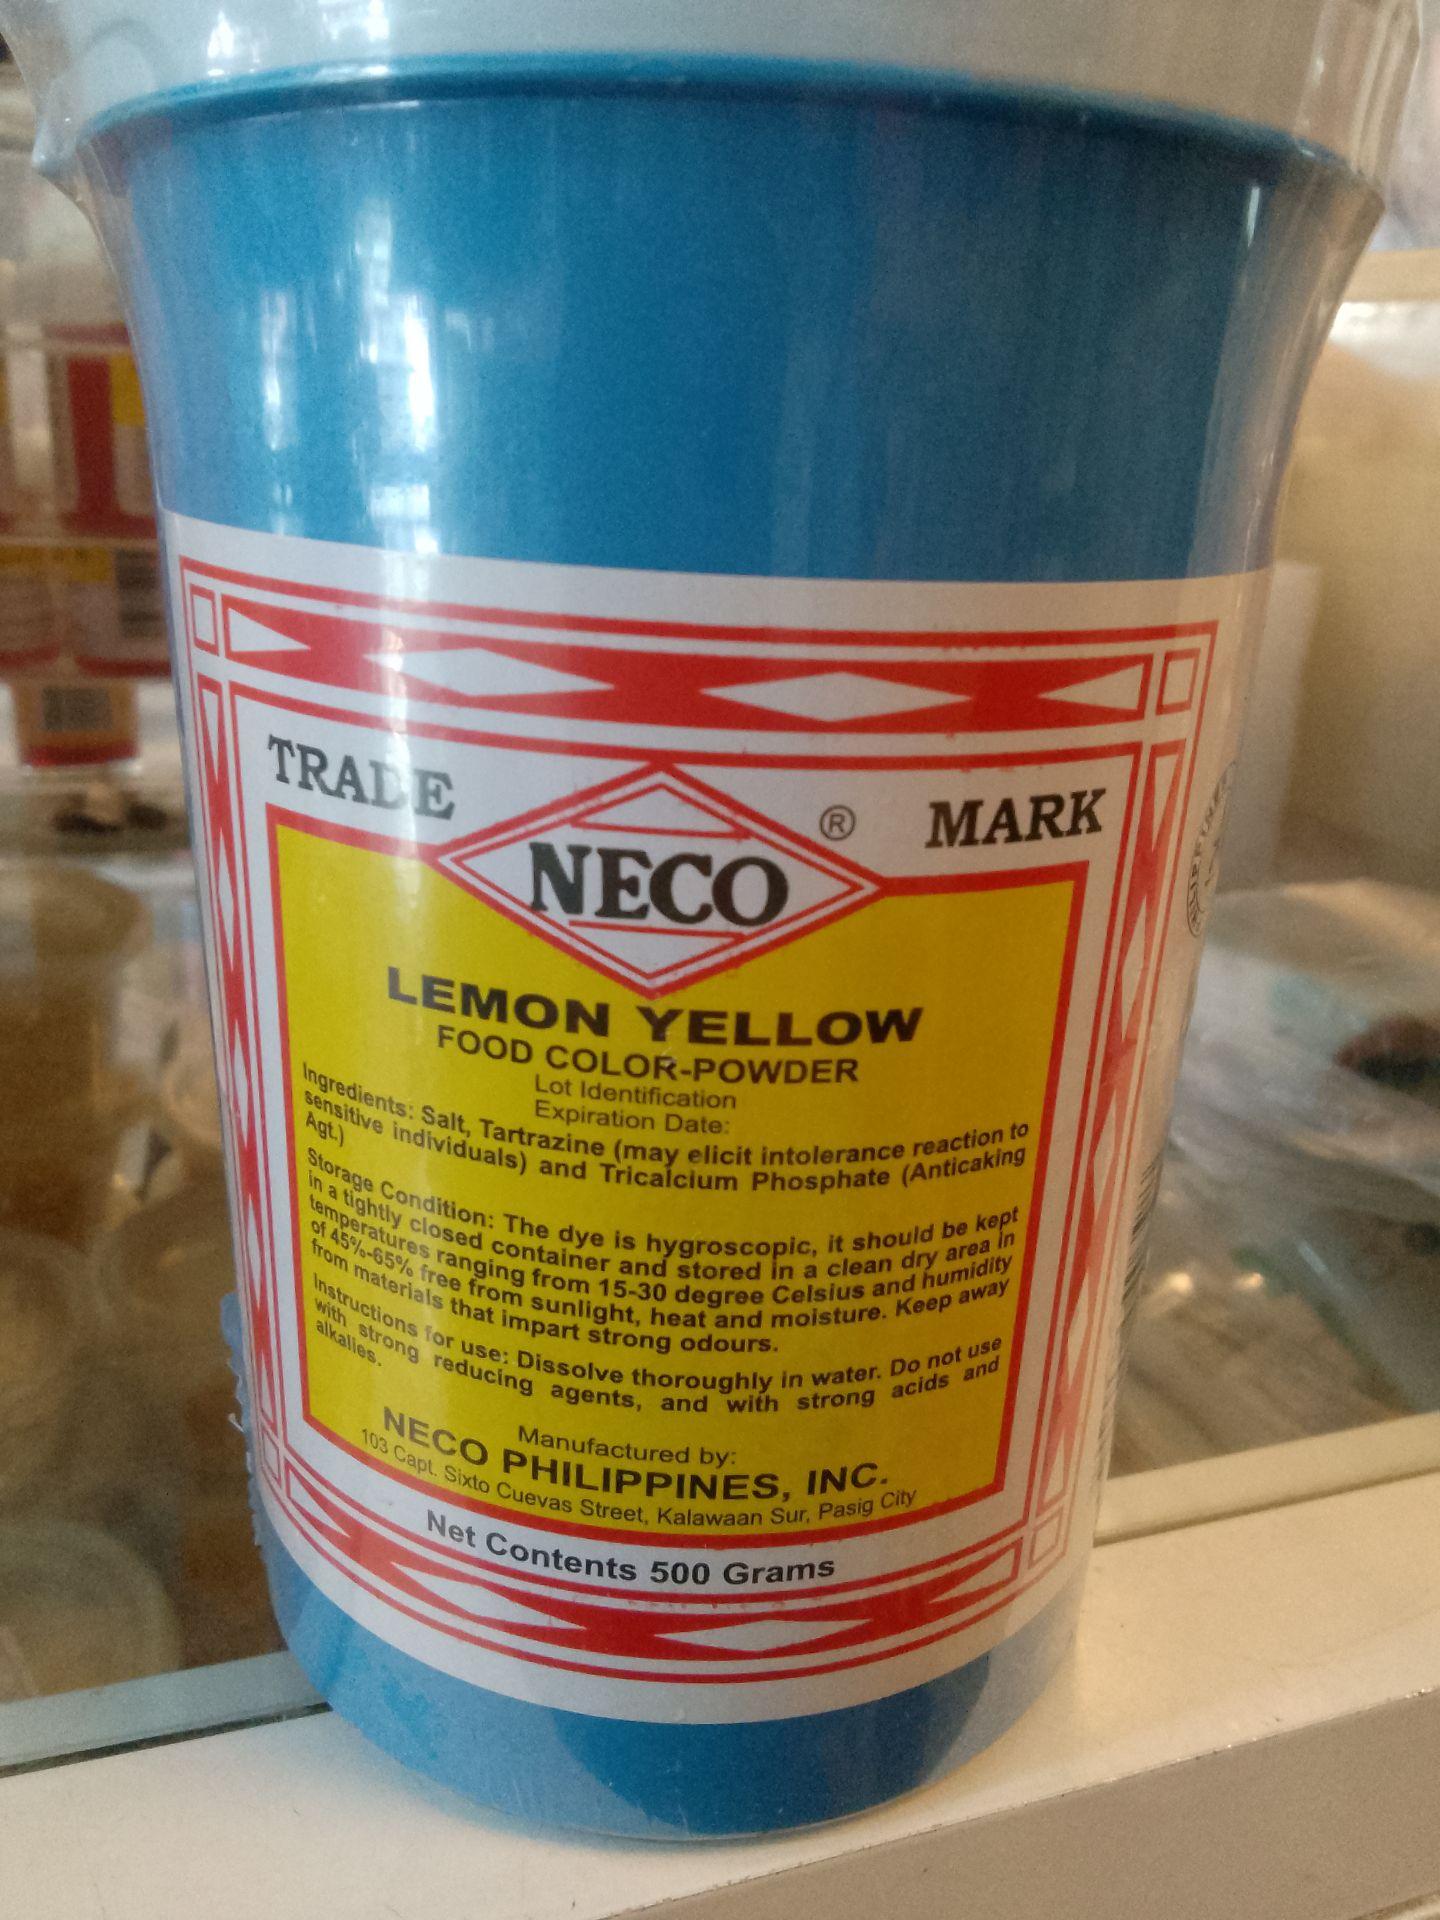 TRADE MARK
NECO ®
LEMON YELLOW
FOOD COLOR-POWDER
Lot Identification
Expiration Date:
Ingredients: Salt, Tartrazine (may elicit intolerance reaction to
sensitive individuals) and Tricalcium Phosphate (Anticaking
Agt.)
Storage Condition: The dye is hygroscopic, it should be kept
in a tightly closed container and stored in a clean dry area in
temperatures ranging from 15-30 degree Celsius and humidity
of 45%-65% free from sunlight, heat and moisture. Keep away
from materials that impart strong odours.
Instructions for use: Dissolve thoroughly in water. Do not use
with strong reducing agents, and with strong acids and
alkalies.
Manufactured by:
NECO PHILIPPINES, INC.
103 Capt. Sixto Cuevas Street, Kalawaan Sur, Pasig City
Net Contents 500 Grams